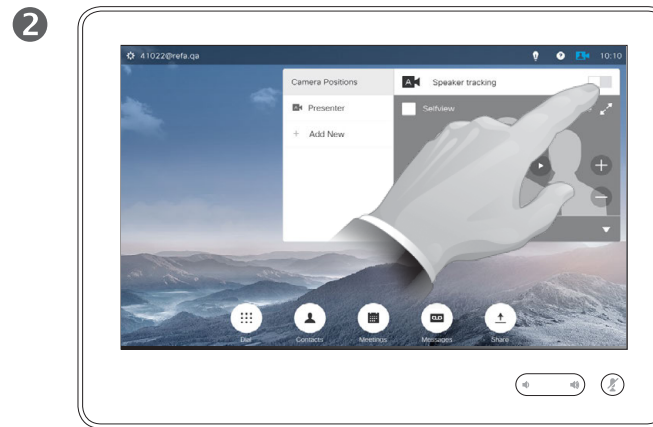 2
41022@refa.qa
10:10
Camera Positions
Speaker tracking
Presenter
Selfview
+ Add New
Dial
Contacts
Meetings
Messages
Share